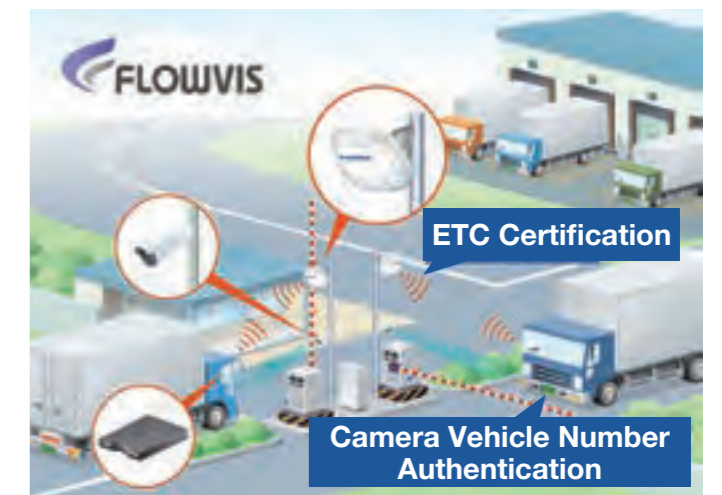 FLOWVIS
ETC Certification
Camera Vehicle Number
Authentication